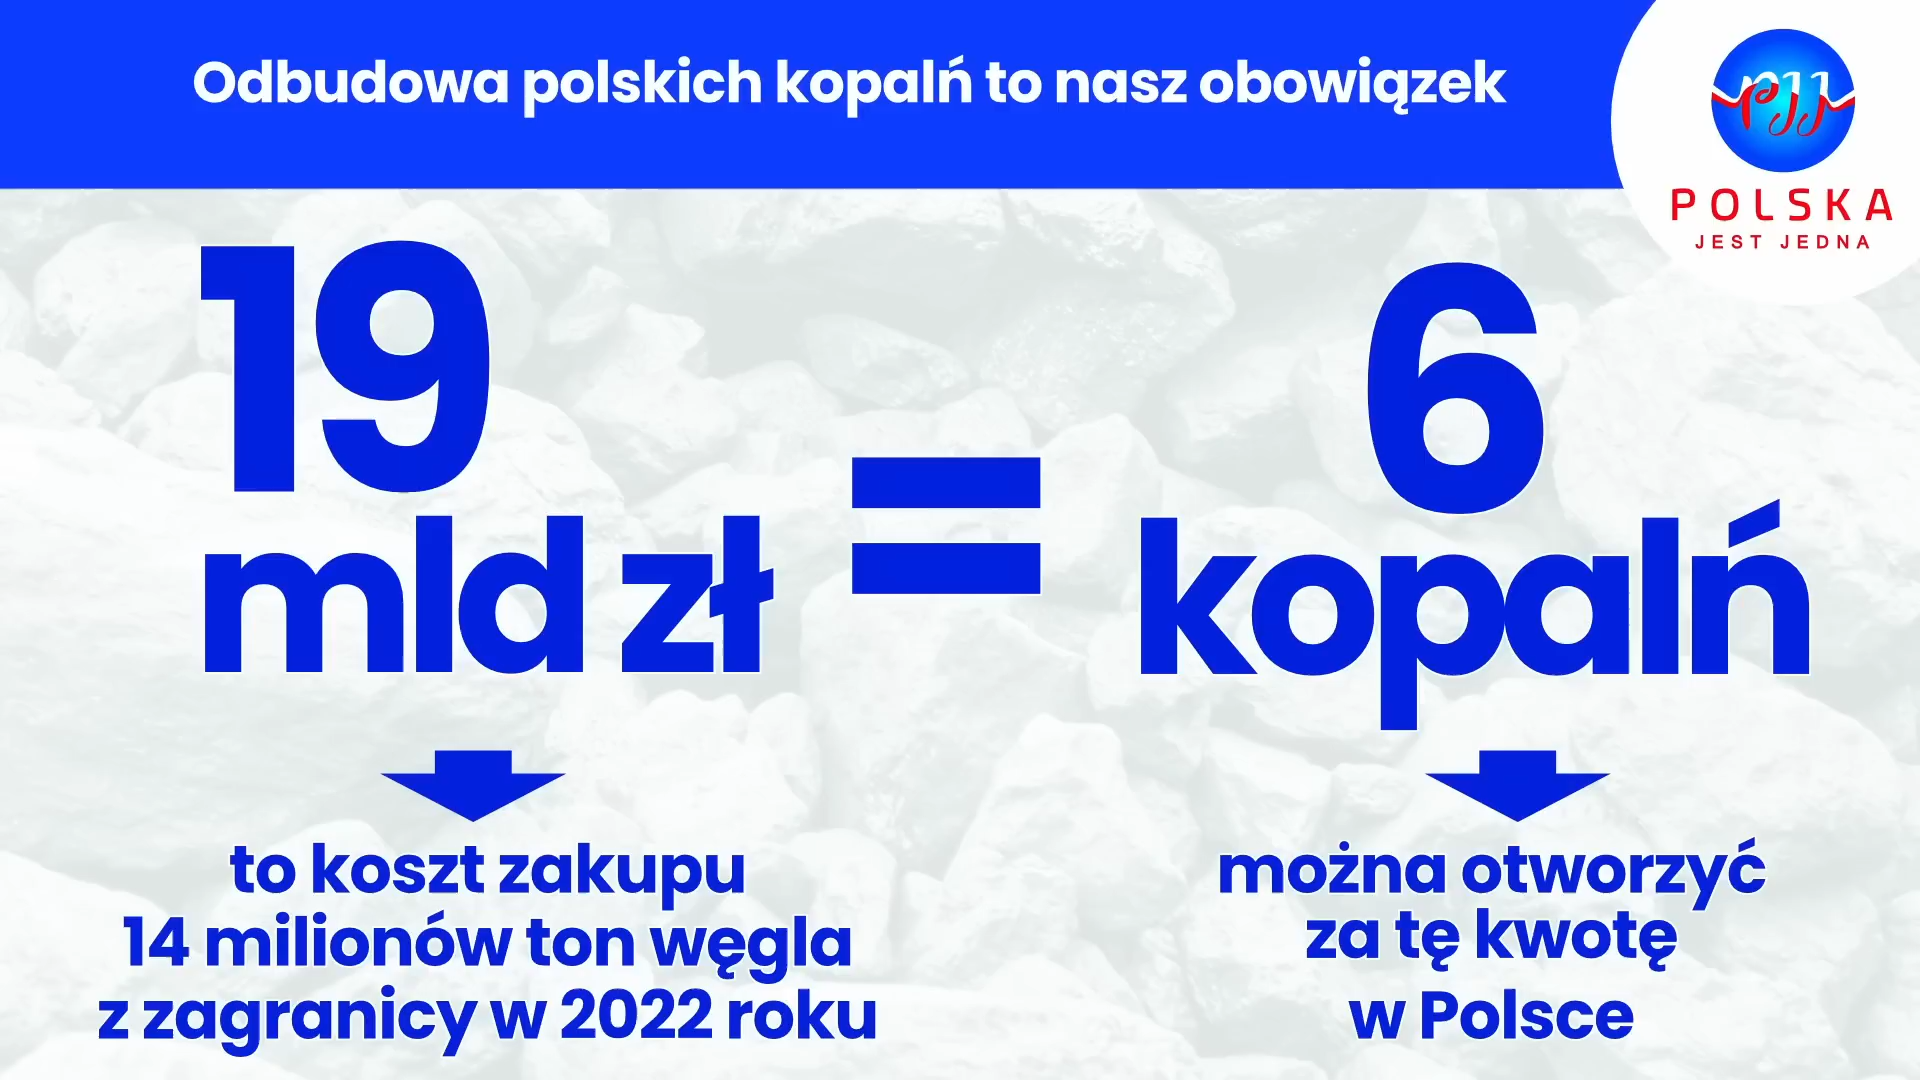 Odbudowa polskich kopalń to nasz obowiązek
PJJ
POLSKA
JEST JEDNA
19
mld zł
=
6
kopalń
to koszt zakupu
14 milionów ton węgla
z zagranicy w 2022 roku
można otworzyć
za tę kwotę
w Polsce